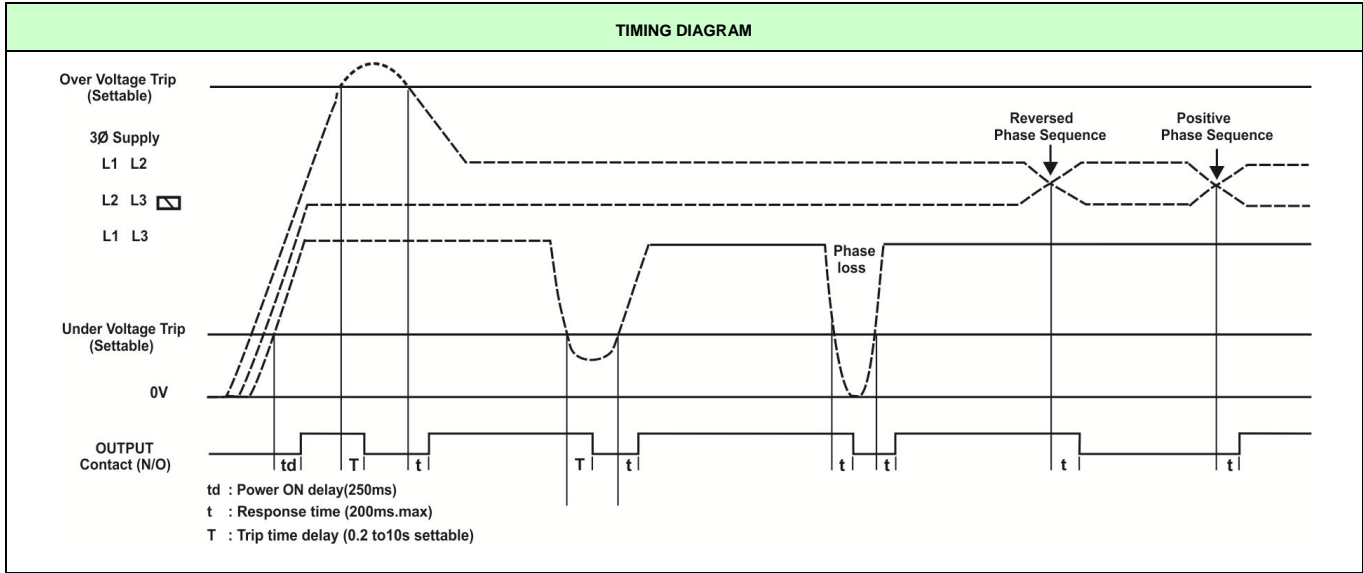 TIMING DIAGRAM
Over Voltage Trip
(Settable)
3Ø Supply
L1 L2
L2 L3
L1 L3
Under Voltage Trip
(Settable)
0V
OUTPUT
Contact (N/O)
Reversed
Phase Sequence
Positive
Phase Sequence
Phase
loss
td T t T t t t t t
td : Power ON delay(250ms)
t : Response time (200ms.max)
T : Trip time delay (0.2 to10s settable)